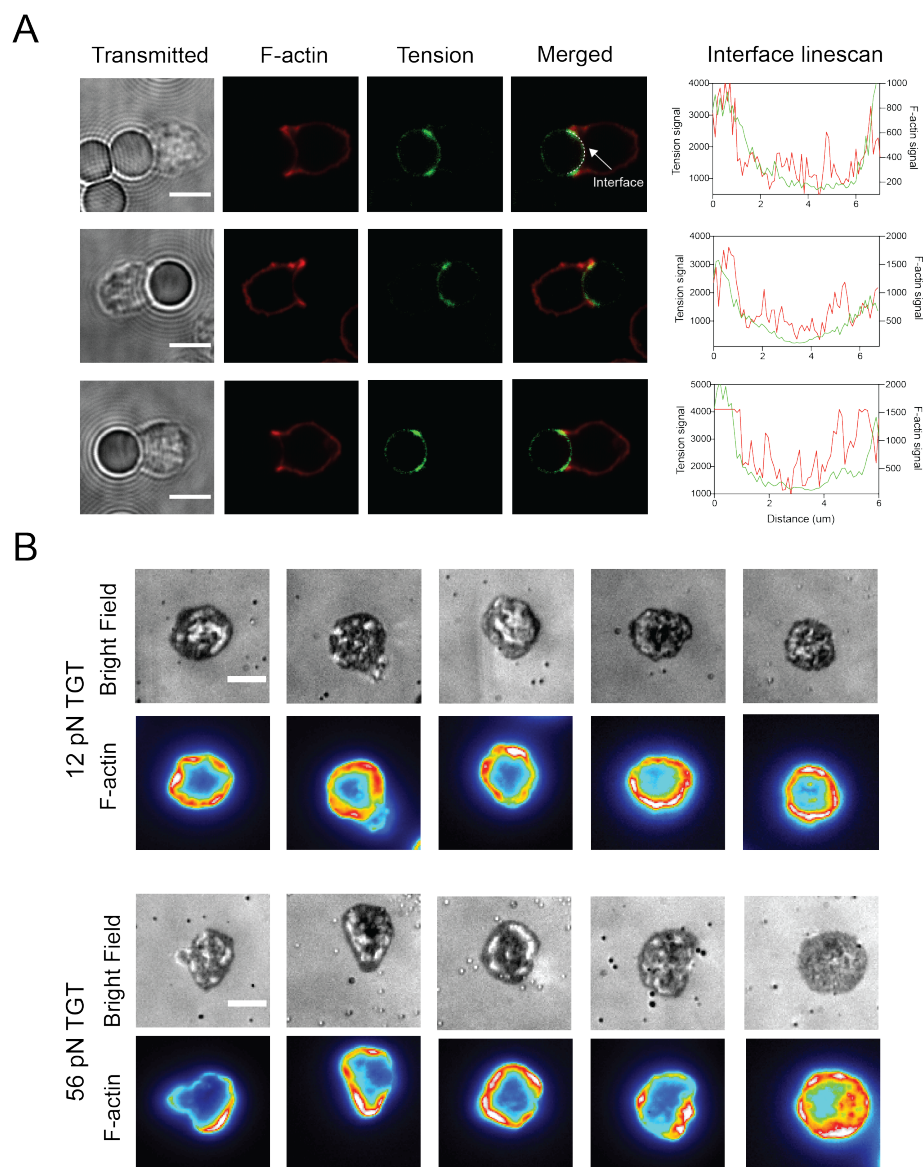 A
Transmitted F-actin Tension Merged Interface linescan
Interface
Tension signal
4000
3000
2000
1000
1000
800
600
400
200
F-actin signal
0 2 4 6
Tension signal
4000
3000
2000
1000
2000
1500
1000
500
F-actin signal
0 2 4 6
Tension signal
5000
4000
3000
2000
1000
2000
1500
1000
500
F-actin signal
0 2 4 6
Distance (um)
B
12 pN TGT
Bright Field
F-actin
56 pN TGT
Bright Field
F-actin